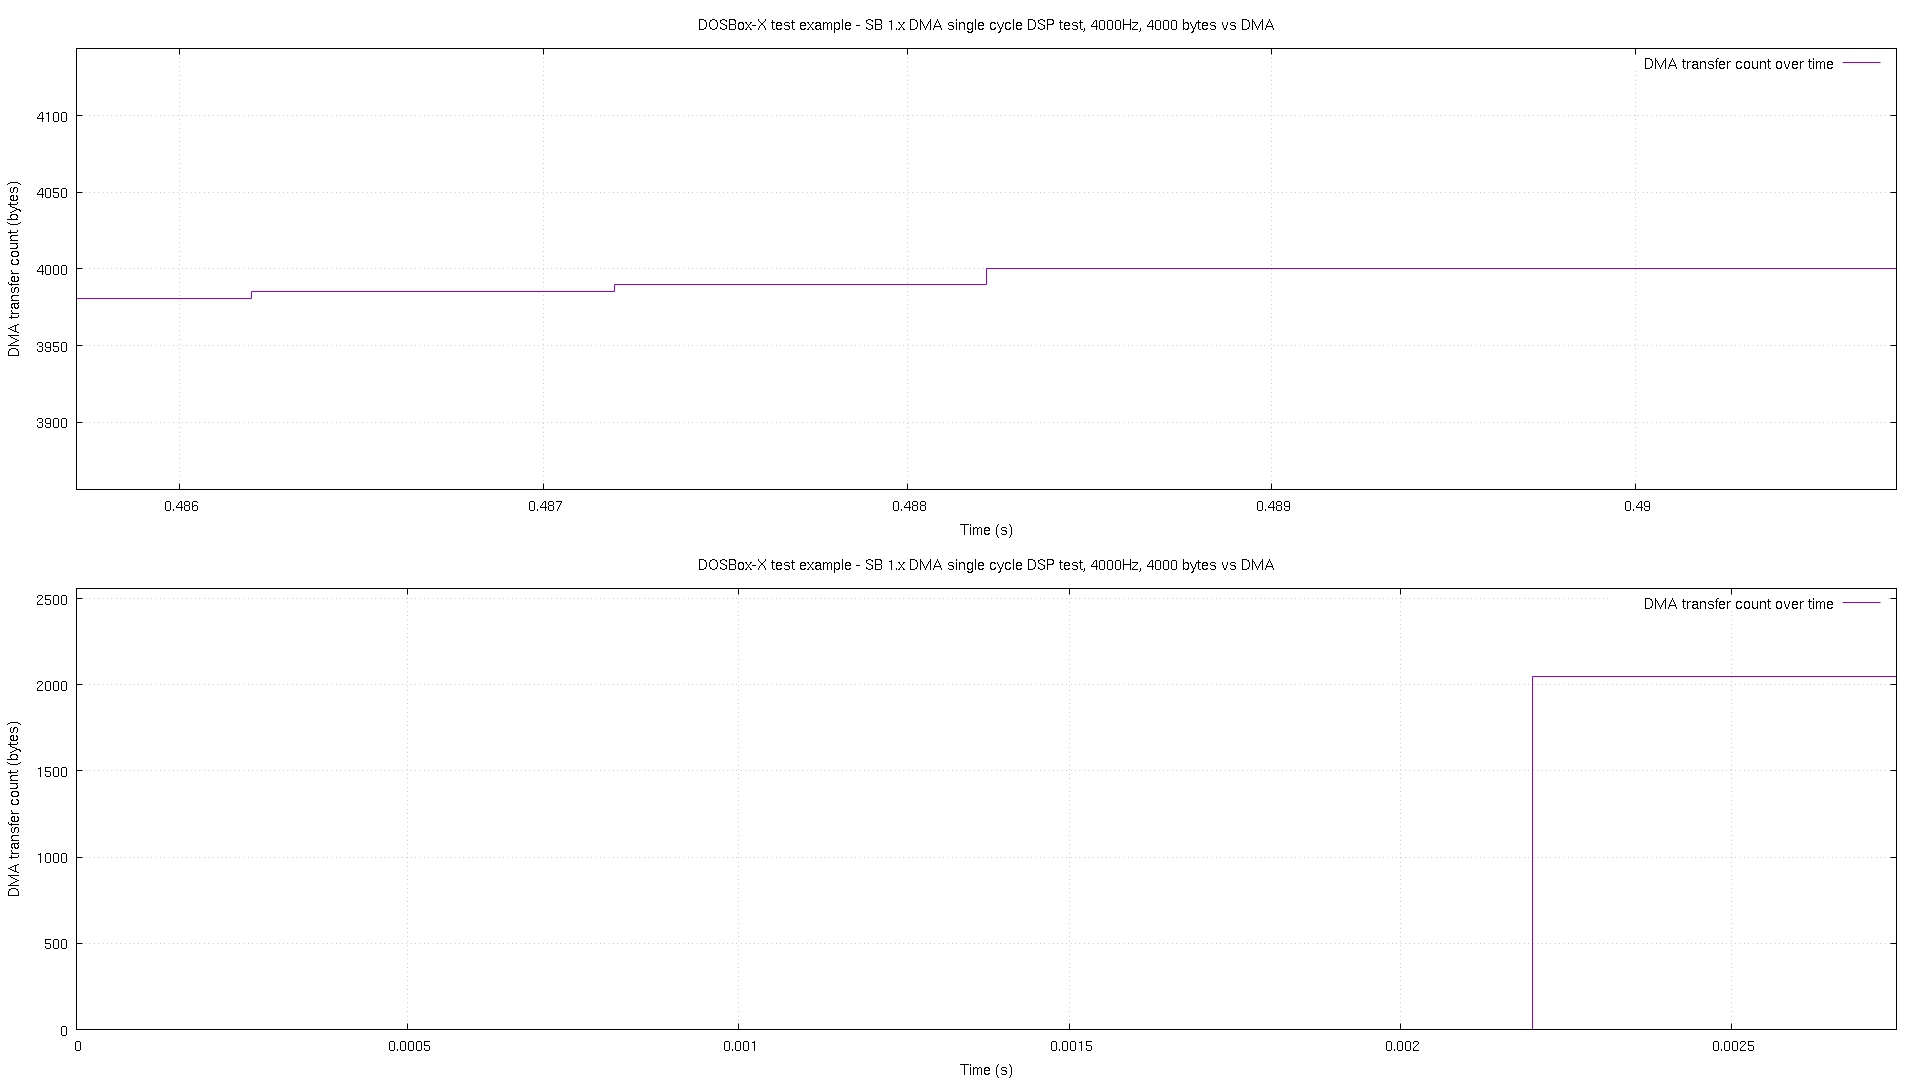 DOSBox-X test example - SB 1.x DMA single cycle DSP test, 4000Hz, 4000 bytes vs DMA
DMA transfer count over time
4100
4050
4000
3950
3900
DMA transfer count (bytes)
0.486 0.487 0.488 0.489 0.49
Time (s)
DOSBox-X test example - SB 1.x DMA single cycle DSP test, 4000Hz, 4000 bytes vs DMA
DMA transfer count over time
2500
2000
1500
1000
500
0
DMA transfer count (bytes)
0 0.0005 0.001 0.0015 0.002 0.0025
Time (s)